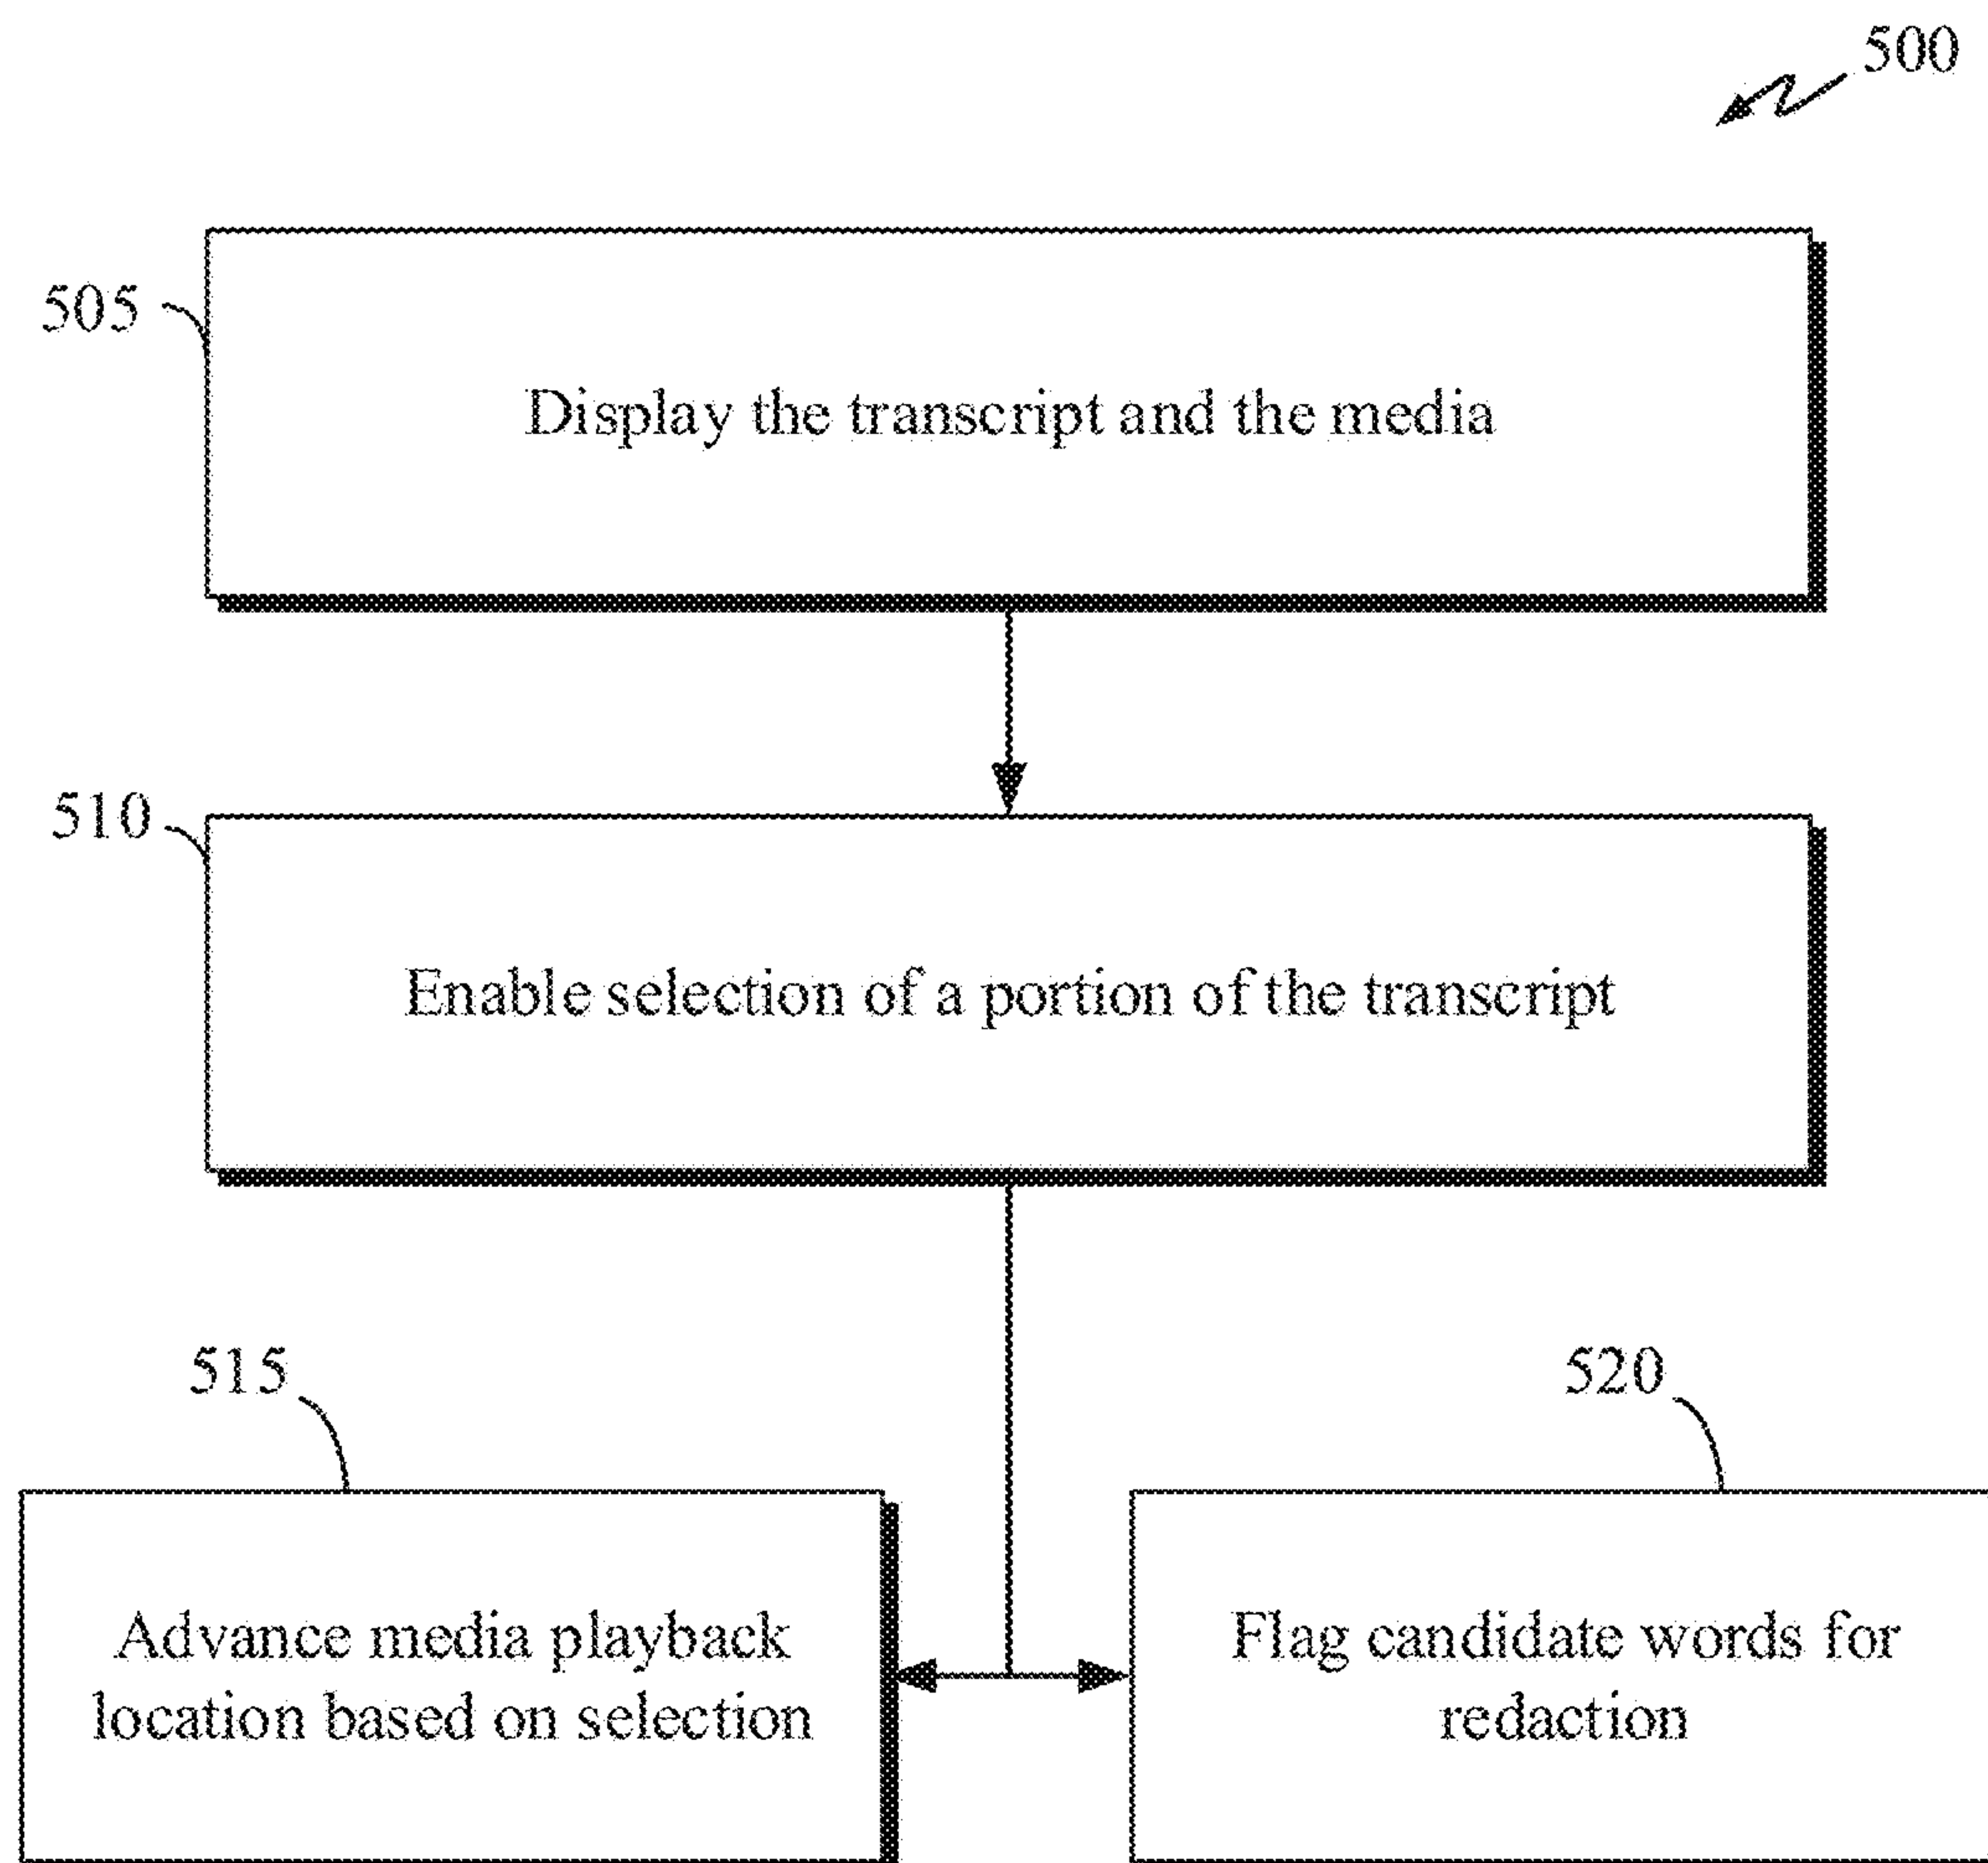 500
505
Display the transcript and the media
510
Enable selection of a portion of the transcript
515
520
Advance media playback
location based on selection
Flag candidate words for
redaction